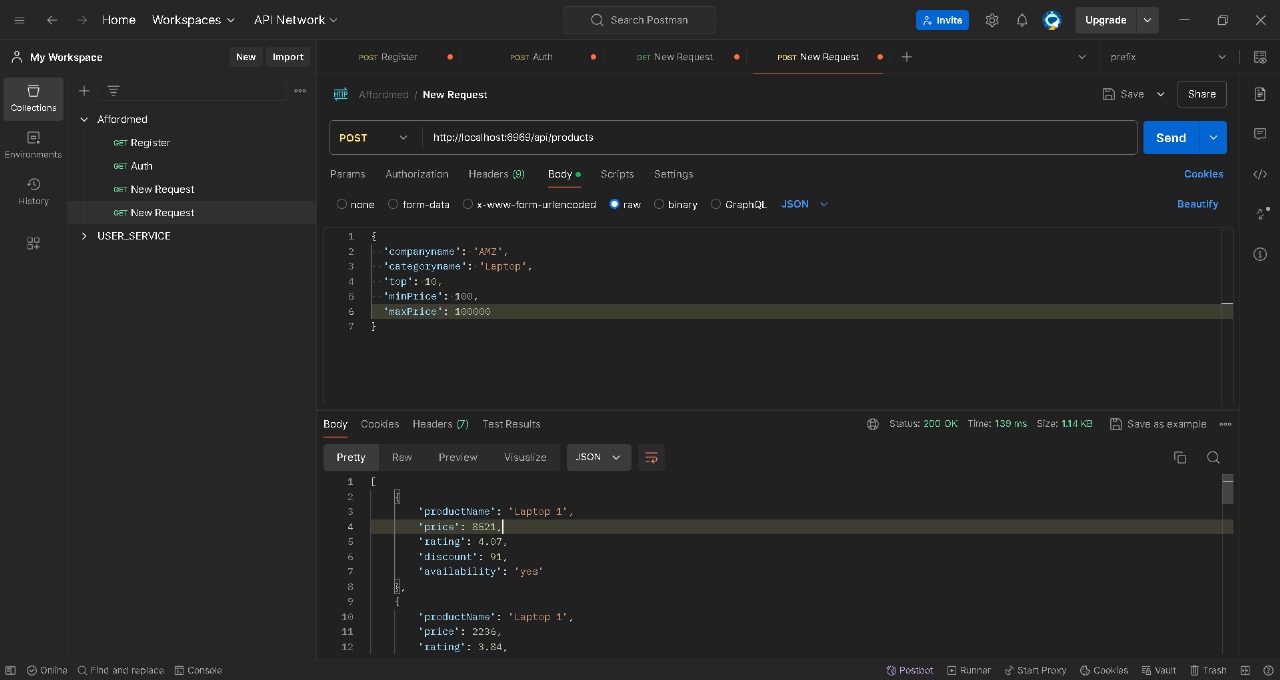 Home Workspaces API Network Search Postman Invite Upgrade
My Workspace New Import POST Register POST Auth GET New Request POST New Request prefix
Collections
Environments
History
Affordmed
GET Register
GET Auth
GET New Request
GET New Request
USER_SERVICE
HTTP Affordmed / New Request Save Share
POST http://localhost:6969/api/products Send
Params Authorization Headers (9) Body Scripts Settings Cookies
none form-data x-www-form-urlencoded raw binary GraphQL JSON Beautify
1 {
2 "companyname": "AMZ",
3 "categoryname": "Laptop",
4 "top": 10,
5 "minPrice": 100,
6 "maxPrice": 100000
7 }
Body Cookies Headers (7) Test Results Status: 200 OK Time: 139 ms Size: 1.14 KB Save as example
Pretty Raw Preview Visualize JSON
1 [
2 {
3 "productName": "Laptop 1",
4 "price": 8521,
5 "rating": 4.07,
6 "discount": 91,
7 "availability": "yes"
8 },
9 {
10 "productName": "Laptop 1",
11 "price": 2236,
12 "rating": 3.84,
Online Find and replace Console Postbot Runner Start Proxy Cookies Vault Trash